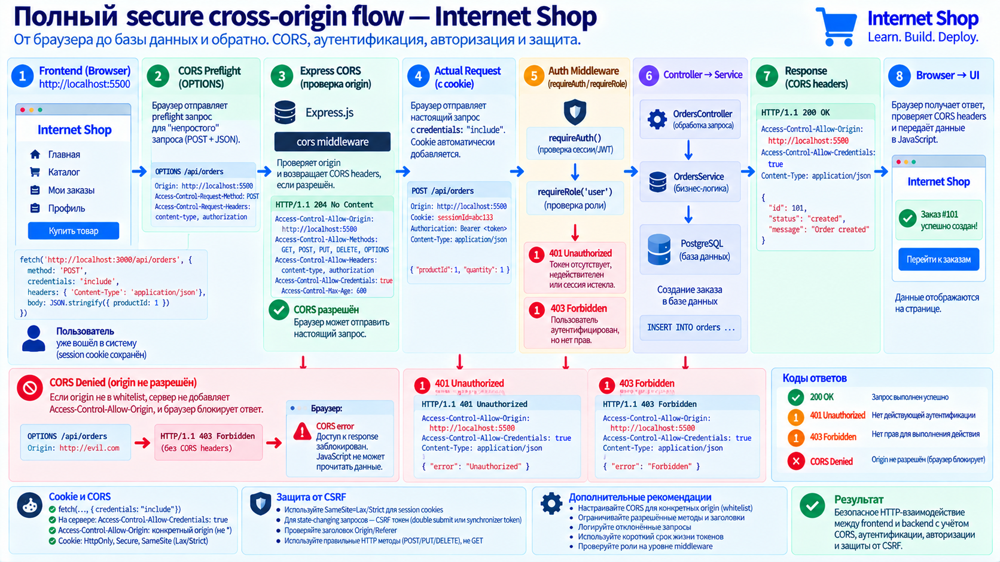 Полный secure cross-origin flow — Internet Shop
От браузера до базы данных и обратно. CORS, аутентификация, авторизация и защита.
Internet Shop
Learn. Build. Deploy.
1
Frontend (Browser)
http://localhost:5500
Internet Shop
Главная
Каталог
Мои заказы
Профиль
Купить товар
fetch('http://localhost:3000/api/orders', {
method: 'POST',
credentials: "include',
headers: { 'Content-Type': 'application/json'},
body: JSON.stringify({ productId: 1 })
})
Пользователь
уже вошёл в систему
(session cookie сохранён)
2
CORS Preflight
(OPTIONS)
Браузер отправляет
preflight запрос
для "непростого"
запроса (POST + JSON).
OPTIONS /api/orders
Origin: http://localhost:5500
Access-Control-Request-Method: POST
Access-Control-Request-Headers:
content-type, authorization
3
Express CORS
(проверка origin)
Express.js
cors middleware
Проверяет origin
и возвращает CORS headers,
если разрешён.
HTTP/1.1 204 No Content
Access-Control-Allow-Origin:
http://localhost:5500
Access-Control-Allow-Methods:
GET, POST, PUT, DELETE, OPTIONS
Access-Control-Allow-Headers:
content-type, authorization
Access-Control-Allow-Credentials: true
Access-Control-Max-Age: 600
CORS разрешён
Браузер может отправить
настоящий запрос.
4
Actual Request
(с cookie)
Браузер отправляет
настоящий запрос
с credentials: "include".
Cookie автоматически
добавляется.
POST /api/orders
Origin: http://localhost:5500
Cookie: sessionId=abc133
Authorication: Bearer <token>
Content-Type: application/json
{ "productId": 1, "quantity": 1 }
5
Auth Middleware
(requireAuth / requireRole)
requireAuth()
(проверка сессии/JWT)
requireRole('user')
(проверка роли)
1
401 Unauthorized
Токен отсутствует,
недействителен
или сессия истекла.
1
403 Forbidden
Пользователь
аутентифицирован,
но нет прав.
6
Controller → Service
OrdersController
(обработка запроса)
OrdersService
(бизнес-логика)
PostgreSQL
(база данных)
Создание заказа
в базе данных
INSERT INTO orders ...
7
Response
(CORS headers)
HTTP/1.1 200 OK
Access-Control-Allow-Origin:
http://localhost:5500
Access-Control-Allow-Credentials:
true
Content-Type: application/json
{
"id": 101,
"status": "created",
"message": "Order created"
}
8
Browser → UI
Браузер получает ответ,
проверяет CORS headers
и передаёт данные
в JavaScript.
Internet Shop
Заказ #101
успешно создан!
Перейти к заказам
Данные отображаются
на странице.
CORS Denied (origin не разрешён)
Если origin не в whitelist, сервер не добавляет
Access-Control-Allow-Origin, и браузер блокирует ответ.
OPTIONS /api/orders
Origin: http://evil.com
HTTP/1.1 403 Forbidden
(без CORS headers)
Браузер:
CORS error
Доступ к response
заблокирован.
JavaScript не может
прочитать данные.
1
401 Unauthorized
HTTP/1.1 401 Unauthorized
Access-Control-Allow-Origin:
http://localhost:5500
Access-Control-Allow-Credentials: true
Content-Type: application/json
{ "error": "Unauthorized" }
1
403 Forbidden
HTTP/1.1 403 Forbidden
Access-Control-Allow-Origin:
http://localhost:5500
Access-Control-Allow-Credentials: true
Content-Type: application/json
{ "error": "Forbidden" }
Коды ответов
200 OK Запрос выполнен успешно
1 401 Unauthorized Нет действующей аутентификации
1 403 Forbidden Нет прав для выполнения действия
CORS Denied Origin не разрешён (браузер блокирует)
Cookie и CORS
fetch(..., { credentials: "include"})
На сервере: Access-Control-Allow-Credentials: true
Access-Control-Allow-Origin: конкретный origin (не *)
Cookie: HttpOnly, Secure, SameSite (Lax/Strict)
Защита от CSRF
• Используйте SameSite=Lax/Strict для session cookies
• Для state-changing запросов — CSRF токен (double submit или synchronizer token)
• Проверяйте заголовок Origin/Referer
• Используйте правильные HTTP методы (POST/PUT/DELETE), не GET
Дополнительные рекомендации
• Настраивайте CORS для конкретных origin (whitelist)
• Ограничивайте разрешённые методы и заголовки
• Логируйте отклонённые запросы
• Используйте короткий срок жизни токенов
• Проверяйте роли на уровне middleware
Результат
Безопасное HTTP-взаимодействие
между frontend и backend с учётом
CORS, аутентификации, авторизации
и защиты от CSRF.